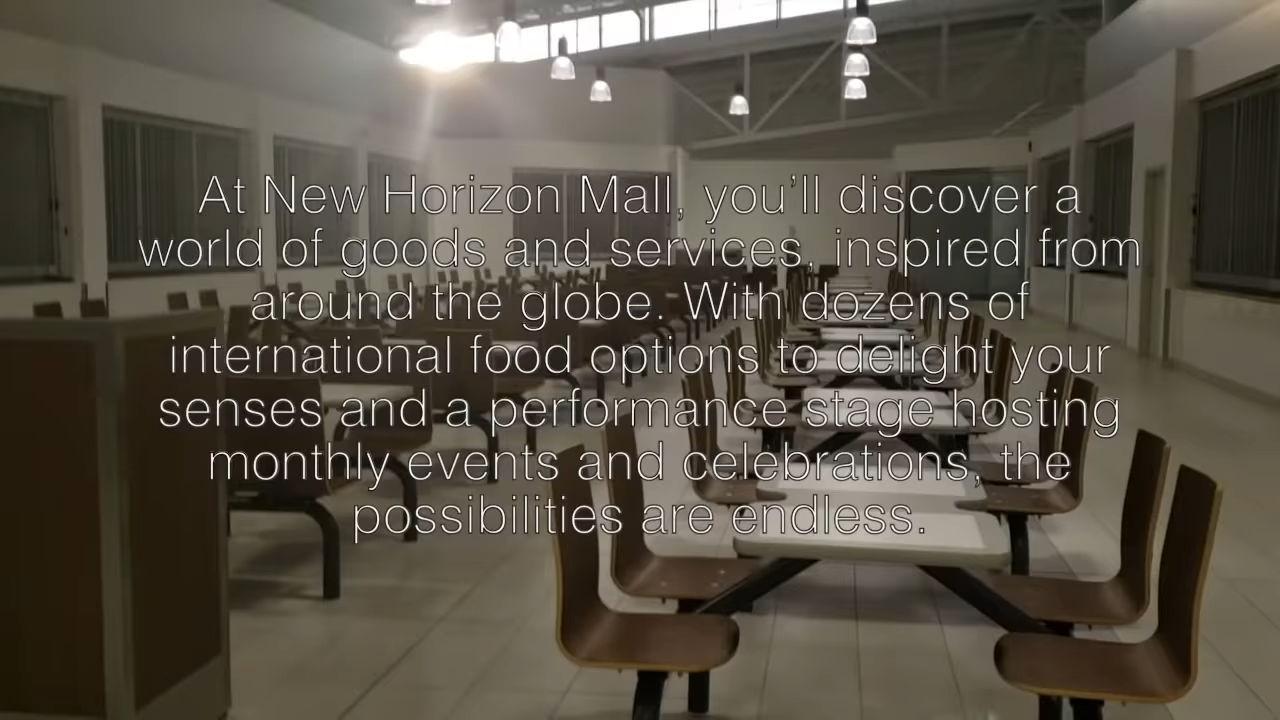 At New Horizon Mall, you’ll discover a
world of goods and services, inspired from
around the globe. With dozens of
international food options to delight your
senses and a performance stage hosting
monthly events and celebrations, the
possibilities are endless.